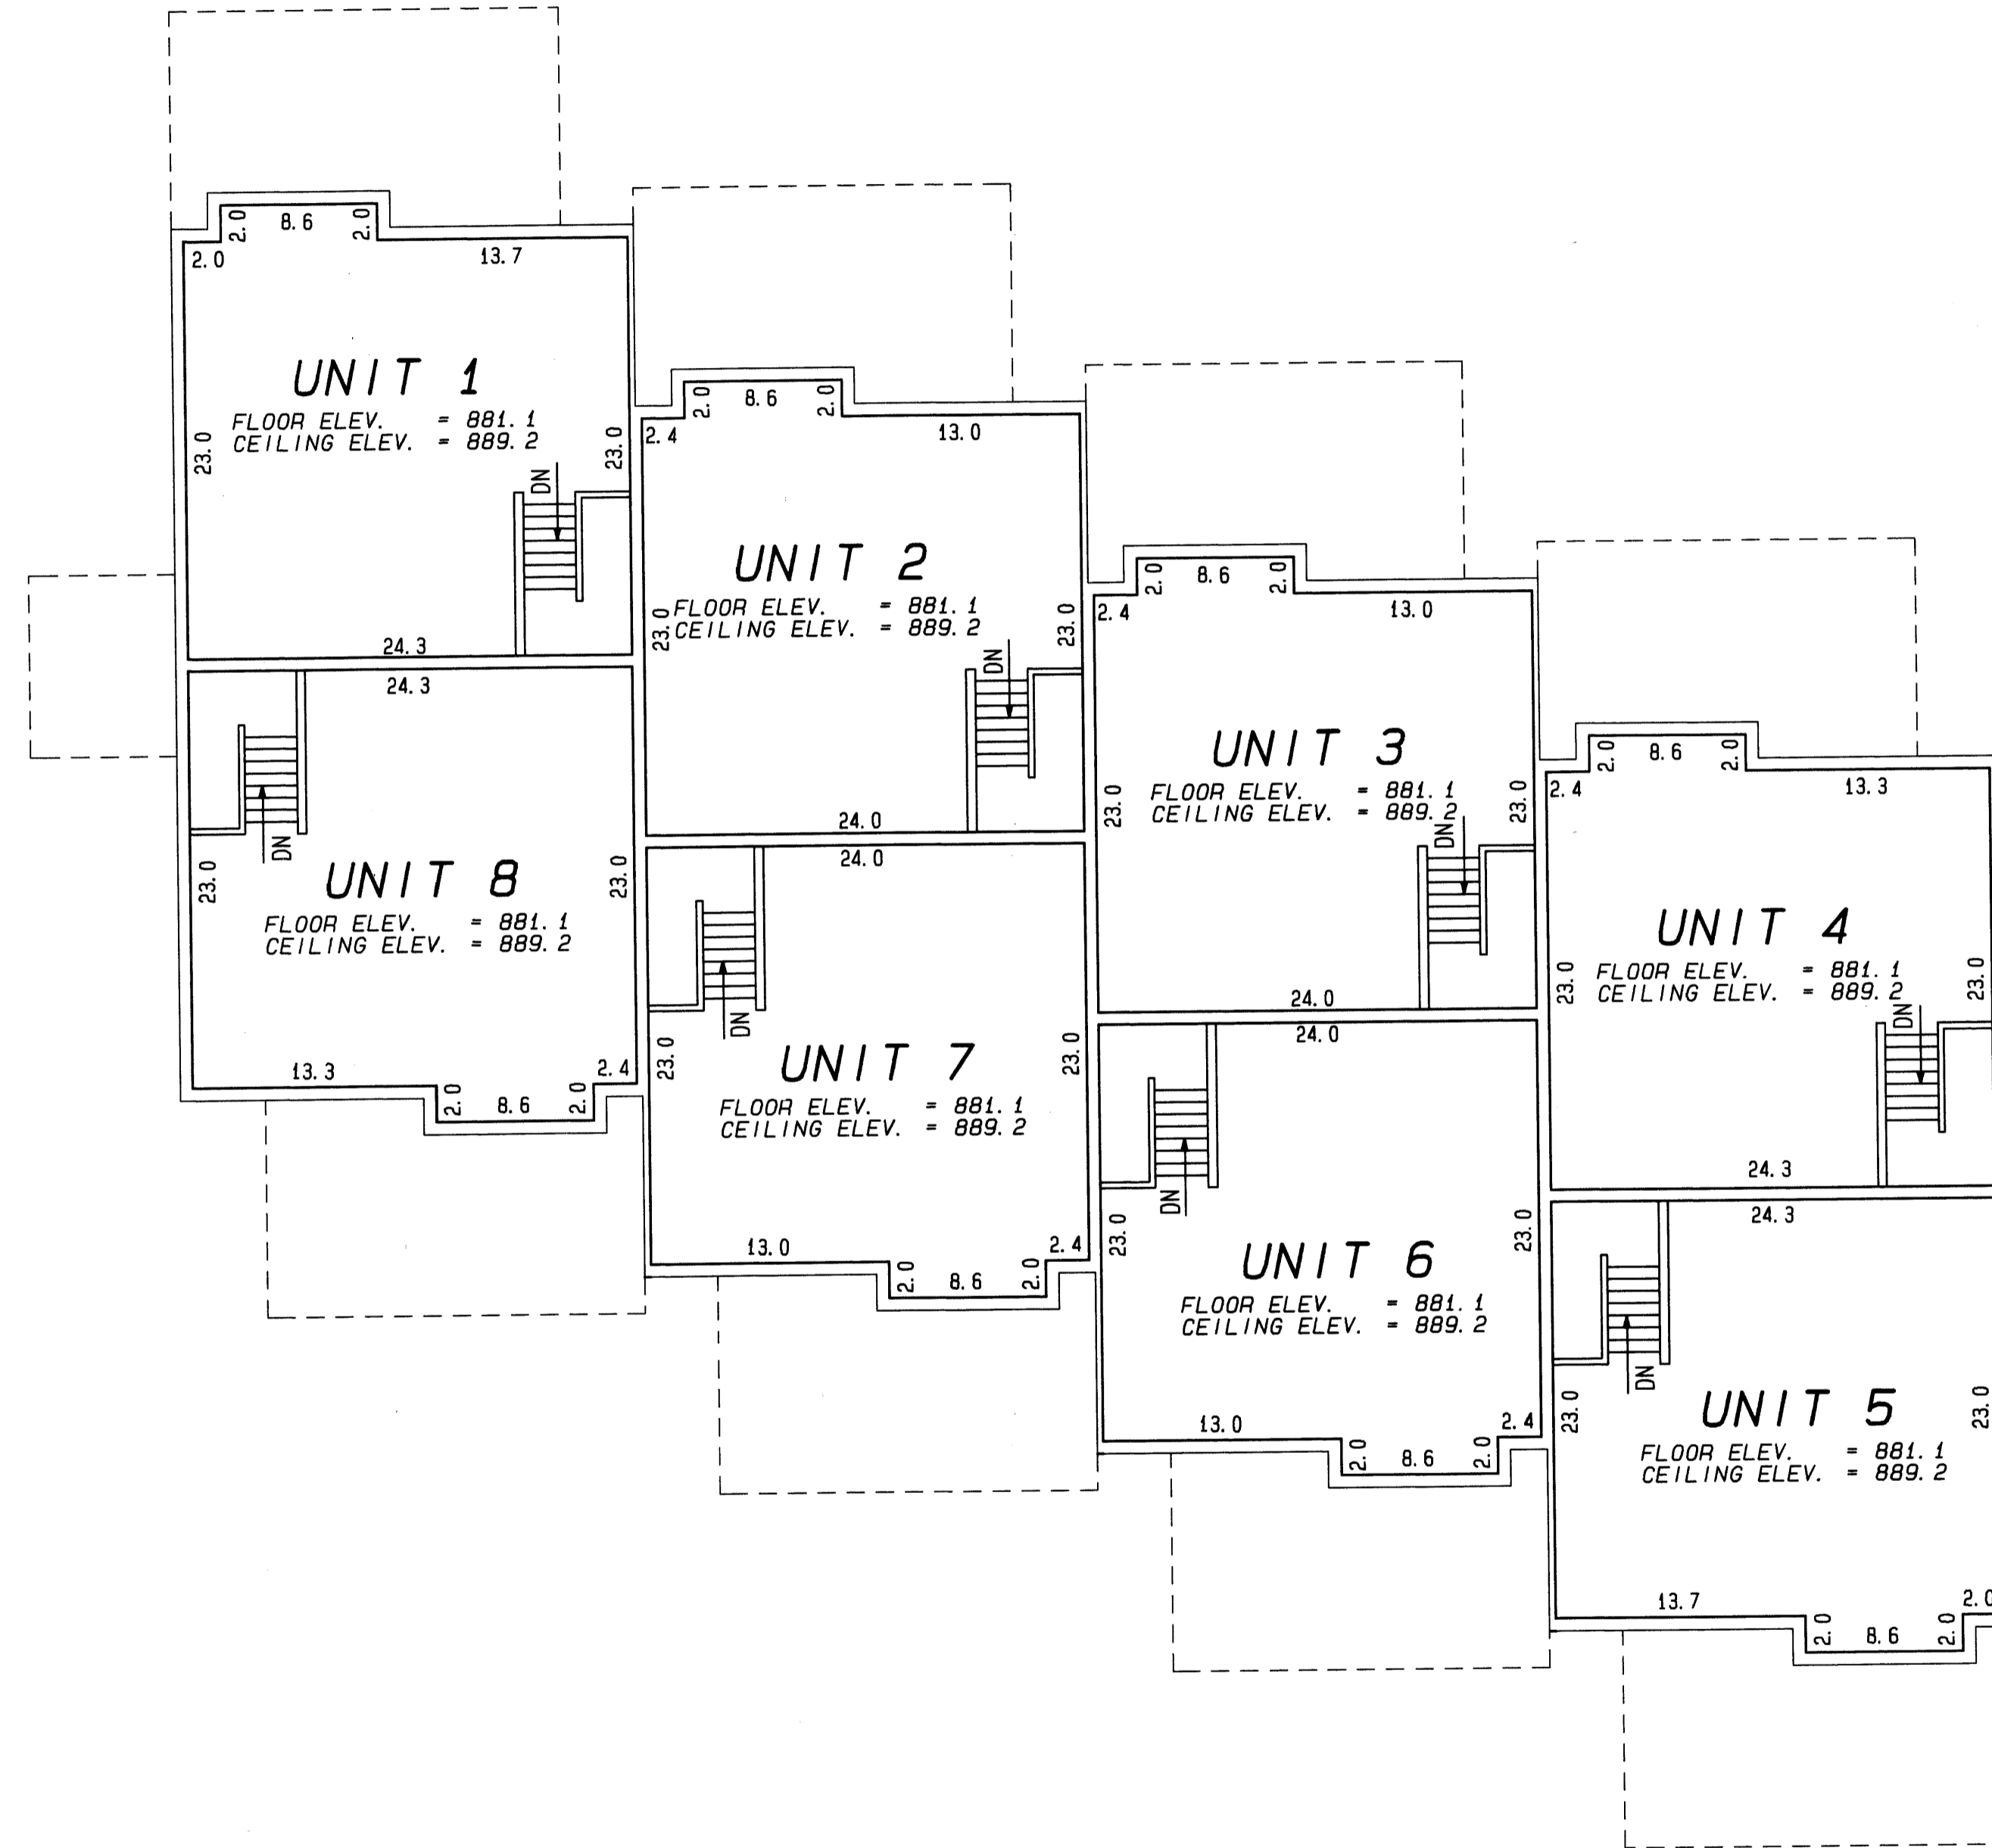 2.0
8.6
2.0
2.0
13.7
UNIT 1
FLOOR ELEV. = 881.1
CEILING ELEV. = 889.2
23.0
23.0
DN
24.3
2.0
8.6
2.0
2.4
13.0
UNIT 2
FLOOR ELEV. = 881.1
CEILING ELEV. = 889.2
23.0
23.0
DN
24.0
2.0
8.6
2.0
2.4
13.0
UNIT 3
FLOOR ELEV. = 881.1
CEILING ELEV. = 889.2
23.0
23.0
DN
24.0
2.0
8.6
2.0
2.4
13.3
UNIT 4
FLOOR ELEV. = 881.1
CEILING ELEV. = 889.2
23.0
23.0
DN
24.3
24.3
DN
UNIT 8
FLOOR ELEV. = 881.1
CEILING ELEV. = 889.2
23.0
23.0
13.3
2.4
2.0
8.6
2.0
24.0
DN
UNIT 7
FLOOR ELEV. = 881.1
CEILING ELEV. = 889.2
23.0
23.0
13.0
2.4
2.0
8.6
2.0
24.0
DN
UNIT 6
FLOOR ELEV. = 881.1
CEILING ELEV. = 889.2
23.0
23.0
13.0
2.4
2.0
8.6
2.0
24.3
DN
UNIT 5
FLOOR ELEV. = 881.1
CEILING ELEV. = 889.2
23.0
23.0
13.7
2.0
2.0
8.6
2.0